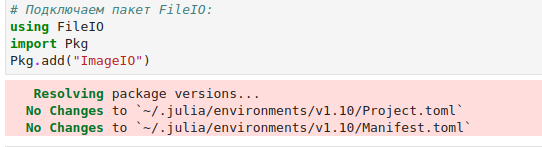 # Подключаем пакет FileIO:
using FileIO
import Pkg
Pkg.add("ImageIO")
Resolving package versions...
No Changes to `~/.julia/environments/v1.10/Project.toml`
No Changes to `~/.julia/environments/v1.10/Manifest.toml`